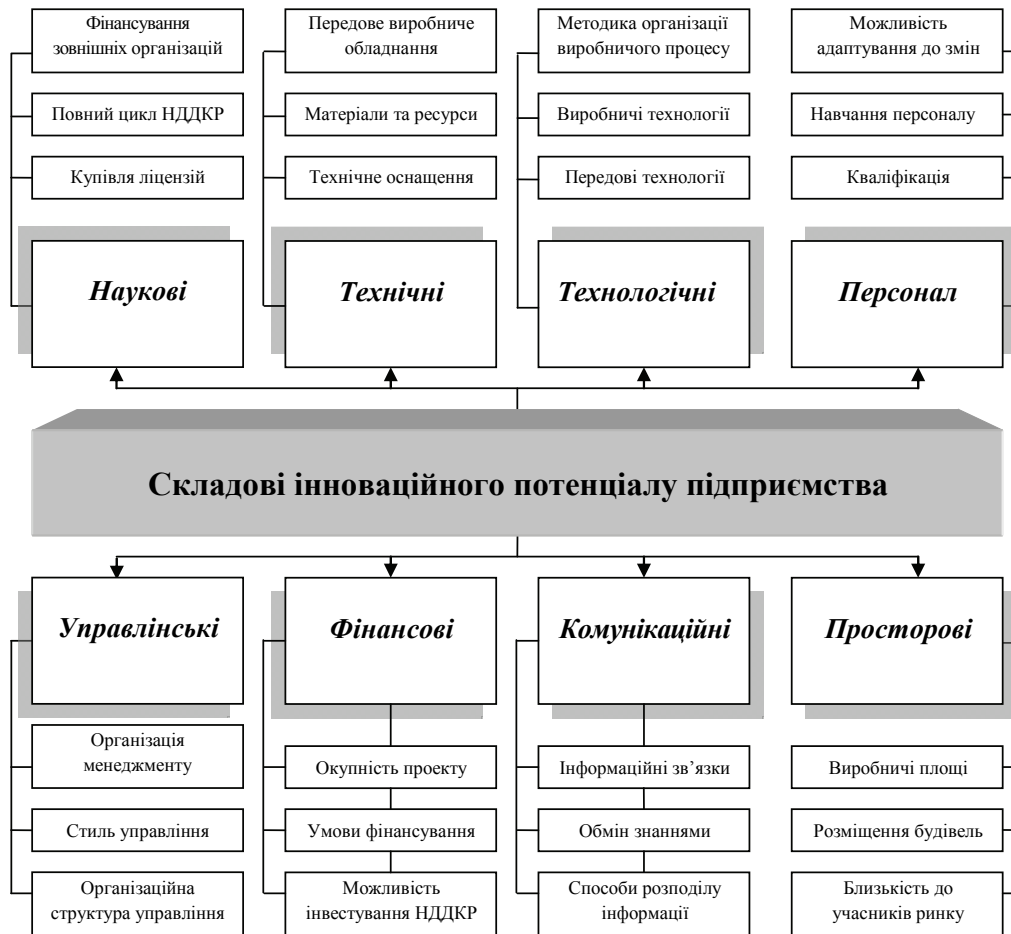 Фінансування
зовнішніх організацій
Передове виробниче
обладнання
Методика організації
виробничого процесу
Можливість
адаптування до змін
Повний цикл НДДКР
Матеріали та ресурси
Виробничі технології
Навчання персоналу
Купівля ліцензій
Технічне оснащення
Передові технології
Кваліфікація
Наукові
Технічні
Технологічні
Персонал
Складові інноваційного потенціалу підприємства
Управлінські
Фінансові
Комунікаційні
Просторові
Організація
менеджменту
Окупність проекту
Інформаційні зв’язки
Виробничі площі
Стиль управління
Умови фінансування
Обмін знаннями
Розміщення будівель
Організаційна
структура управління
Можливість
інвестування НДДКР
Способи розподілу
інформації
Близькість до
учасників ринку